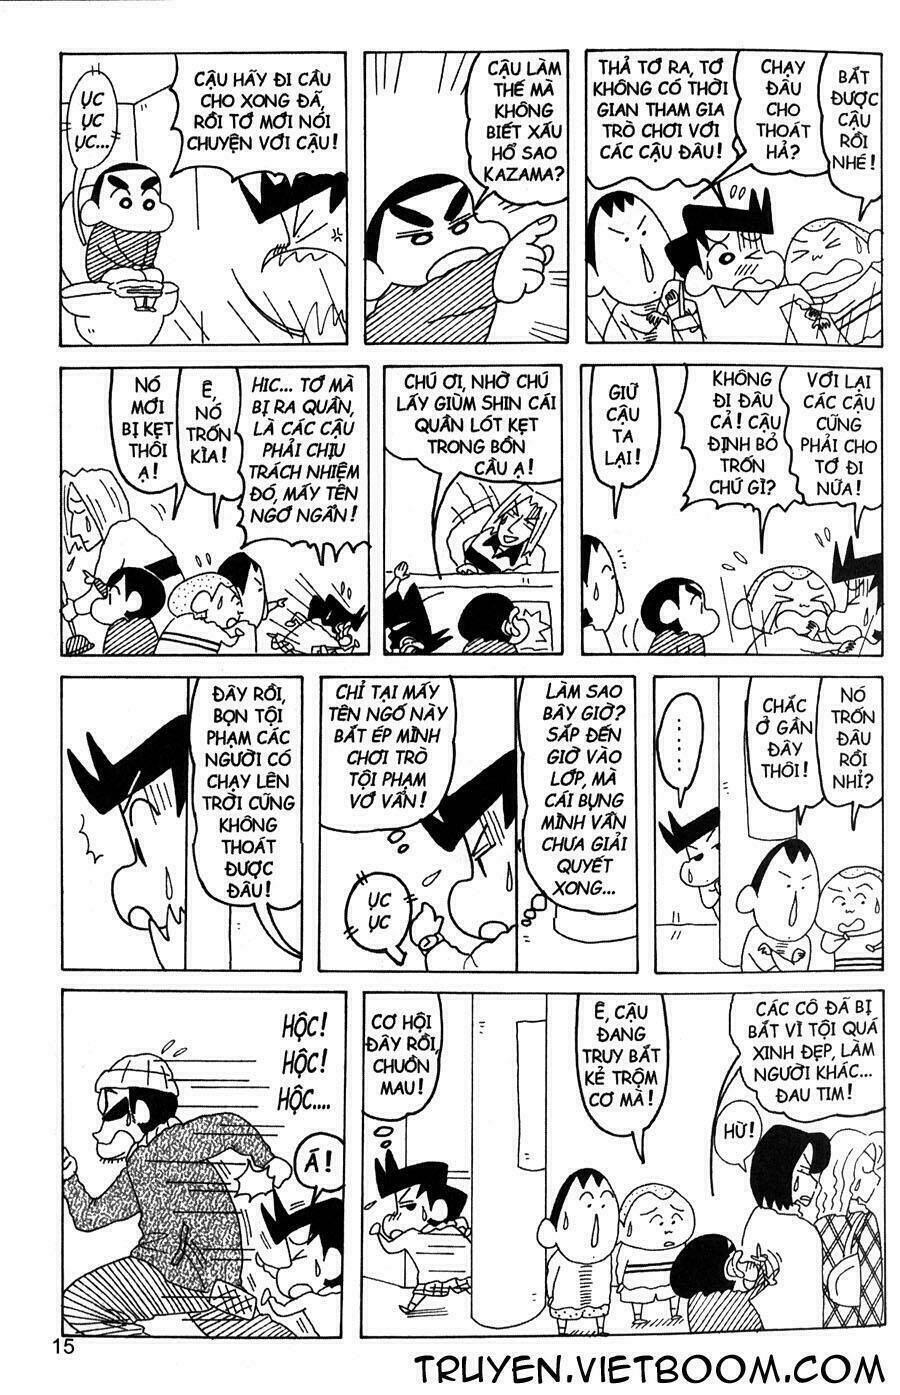 BẮT
ĐƯỢC
CẬU
RỒI
NHÉ!
CHẠY
ĐÂU
CHO
THOÁT
HẢ?
THẢ TỚ RA, TỚ
KHÔNG CÓ THỜI
GIAN THAM GIA
TRÒ CHƠI VỚI
CÁC CẬU ĐÂU!
CẬU LÀM
THẾ MÀ
KHÔNG
BIẾT XẤU
HỔ SAO
KAZAMA?
CẬU HÃY ĐI CẦU
CHO XONG ĐÃ,
RỒI TỚ MỚI NÓI
CHUYỆN VỚI CẬU!
ỤC
ỤC
ỤC...
VỚI LẠI
CÁC CẬU
CŨNG
PHẢI CHO
TỚ ĐI
NỮA!
KHÔNG
ĐI ĐÂU
CẢ! CẬU
ĐỊNH BỎ
TRỐN
CHỨ GÌ?
GIỮ
CẬU
TA
LẠI!
CHÚ ƠI, NHỜ CHÚ
LẤY GIÙM SHIN CÁI
QUẦN LÓT KẸT
TRONG BỒN
CẦU Ạ!
HIC... TỚ MÀ
BỊ RA QUẦN,
LÀ CÁC CẬU
PHẢI CHỊU
TRÁCH NHIỆM
ĐÓ, MẤY TÊN
NGỚ NGẨN!
Ê,
NÓ
TRỐN
KÌA!
NÓ
MỚI
BỊ KẸT
THÔI
Ạ!
NÓ
TRỐN
ĐÂU
RỒI
NHỈ?
CHẮC
Ở GẦN
ĐÂY
THÔI!
......
LÀM SAO
BÂY GIỜ?
SẮP ĐẾN
GIỜ VÀO
LỚP, MÀ
CÁI BỤNG
MÌNH VẪN
CHƯA GIẢI
QUYẾT
XONG...
CHỈ TẠI MẤY
TÊN NGỐ NÀY
BẮT ÉP MÌNH
CHƠI TRÒ
TỘI PHẠM
VỚ VẨN!
ỤC
ỤC
ĐÂY RỒI,
BỌN TỘI
PHẠM CÁC
NGƯỜI CÓ
CHẠY LÊN
TRỜI CŨNG
KHÔNG
THOÁT
ĐƯỢC
ĐÂU!
CÁC CÔ ĐÃ BỊ
BẮT VÌ TỘI QUÁ
XINH ĐẸP, LÀM
NGƯỜI KHÁC...
ĐAU TIM!
HỪ!
Ê, CẬU
ĐANG
TRUY BẮT
KẺ TRỘM
CƠ MÀ!
CƠ HỘI
ĐÂY RỒI,
CHUỒN
MAU!
HỘC!
HỘC!
HỘC....
Á!
15
TRUYEN.VIETBOOM.COM